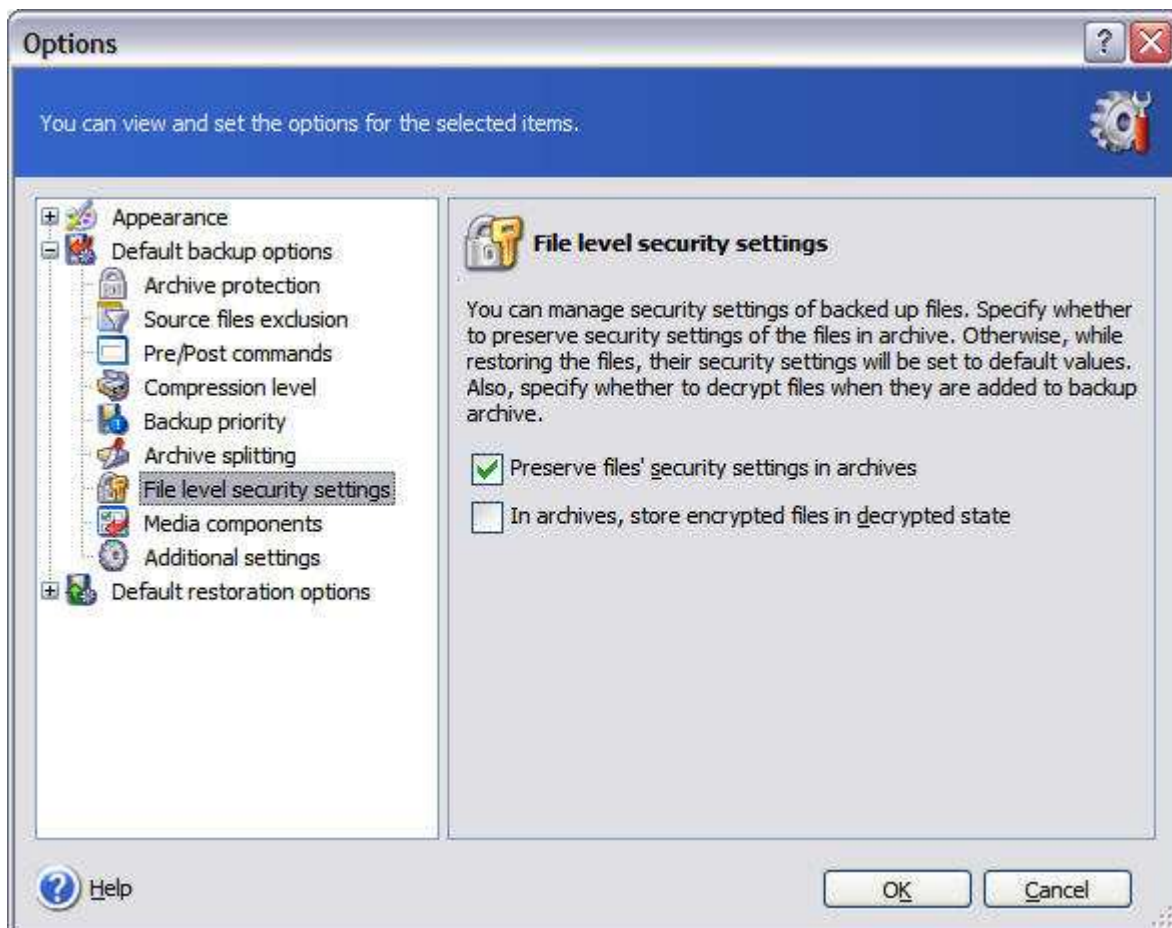 Options
You can view and set the options for the selected items.
Appearance
Default backup options
Archive protection
Source files exclusion
Pre/Post commands
Compression level
Backup priority
Archive splitting
File level security settings
Media components
Additional settings
Default restoration options
File level security settings
You can manage security settings of backed up files. Specify whether
to preserve security settings of the files in archive. Otherwise, while
restoring the files, their security settings will be set to default values.
Also, specify whether to decrypt files when they are added to backup
archive.
Preserve files' security settings in archives
In archives, store encrypted files in decrypted state
Help
OK
Cancel